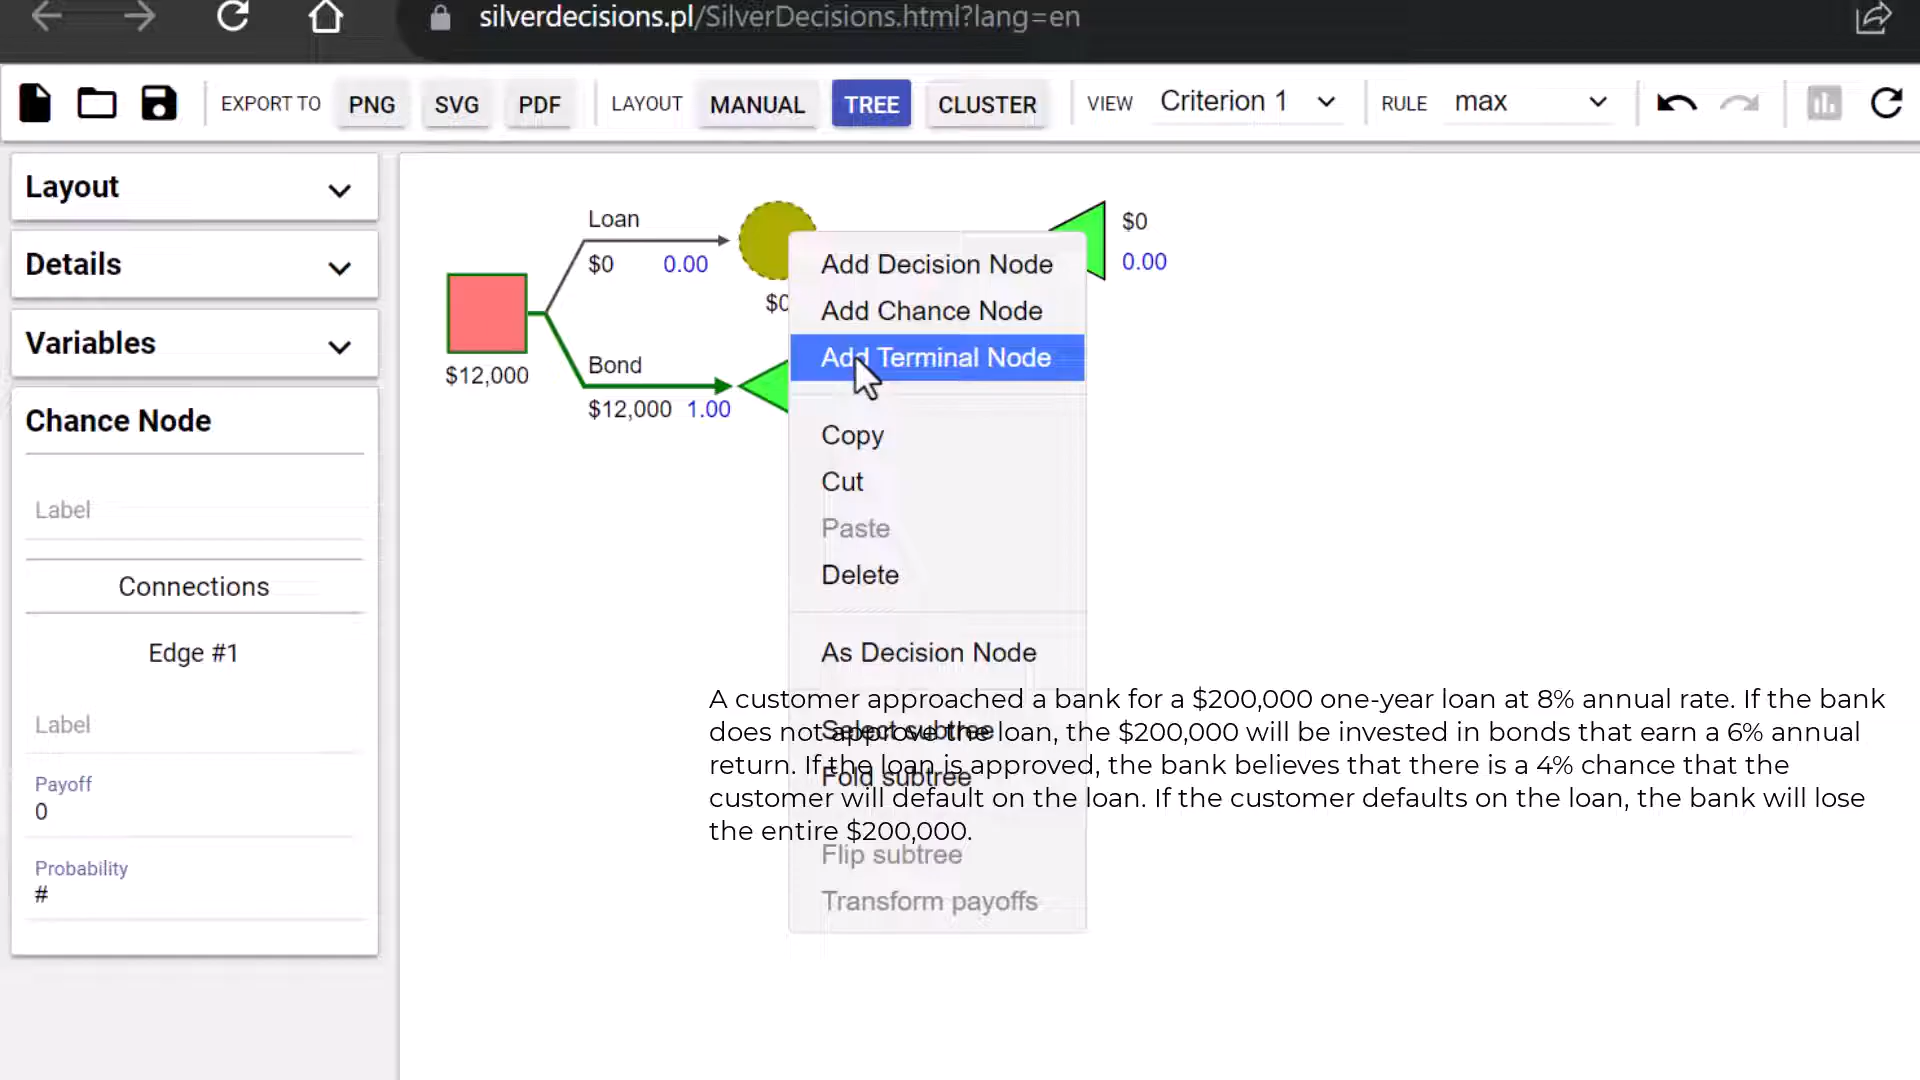 silverdecisions.pl/SilverDecisions.html?lang=en
EXPORT TO PNG SVG PDF LAYOUT MANUAL TREE CLUSTER VIEW Criterion 1 RULE max
Layout
Details
Variables
Chance Node
Label
Connections
Edge #1
Label
Payoff
0
Probability
#
Loan
$0 0.00
$0
$0
0.00
$12,000
Bond
$12,000 1.00
Add Decision Node
Add Chance Node
Add Terminal Node
Copy
Cut
Paste
Delete
As Decision Node
Select subtree
Fold subtree
Flip subtree
Transform payoffs
A customer approached a bank for a $200,000 one-year loan at 8% annual rate. If the bank
does not approve the loan, the $200,000 will be invested in bonds that earn a 6% annual
return. If the loan is approved, the bank believes that there is a 4% chance that the
customer will default on the loan. If the customer defaults on the loan, the bank will lose
the entire $200,000.